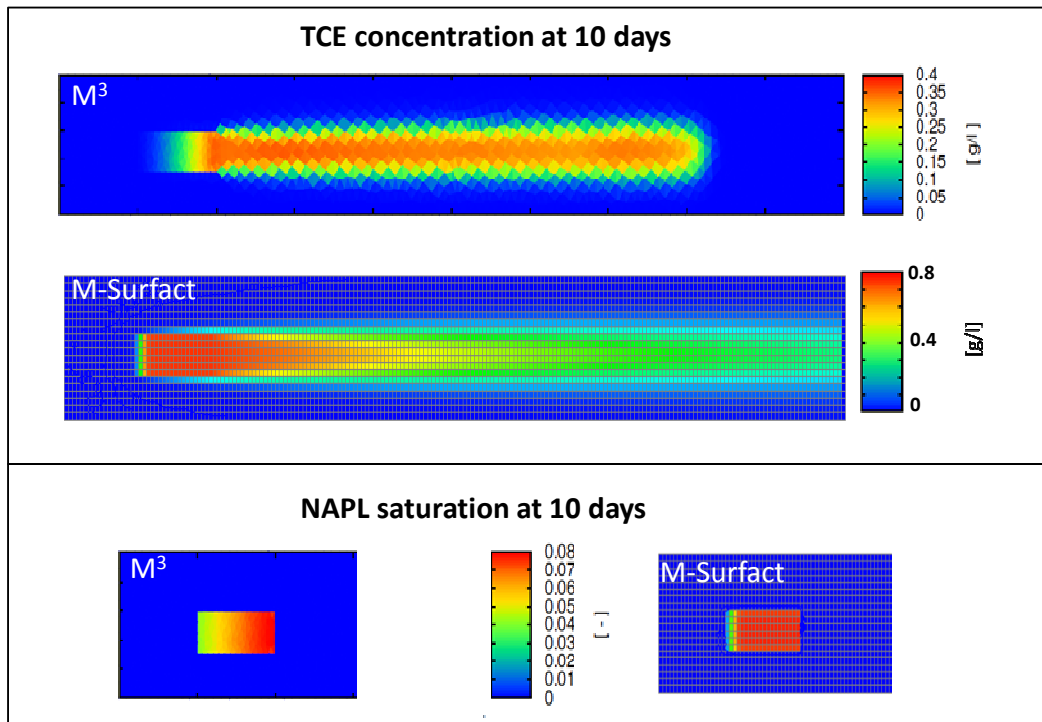 TCE concentration at 10 days
M³
0.4
0.35
0.3
0.25
0.2
0.15
0.1
0.05
0
[ g/l ]
M-Surfact
0.8
0.4
0
[g/l]
NAPL saturation at 10 days
M³
0.08
0.07
0.06
0.05
0.04
0.03
0.02
0.01
0
[ - ]
M-Surfact